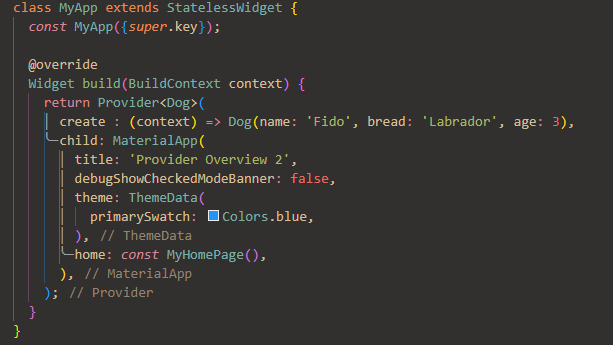 class MyApp extends StatelessWidget {
  const MyApp({super.key});

  @override
  Widget build(BuildContext context) {
    return Provider<Dog>(
      create : (context) => Dog(name: 'Fido', bread: 'Labrador', age: 3),
      child: MaterialApp(
        title: 'Provider Overview 2',
        debugShowCheckedModeBanner: false,
        theme: ThemeData(
          primarySwatch: Colors.blue,
        ), // ThemeData
        home: const MyHomePage(),
      ), // MaterialApp
    ); // Provider
  }
}